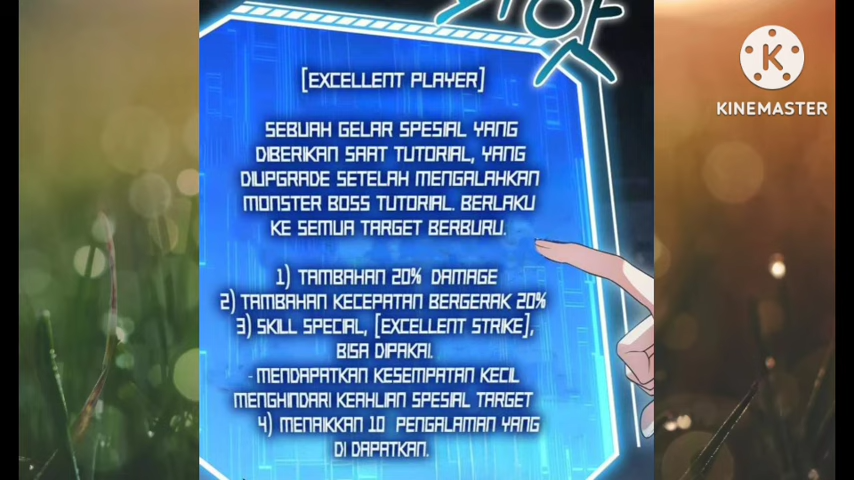 [EXCELLENT PLAYER]
SEBUAH GELAR SPESIAL YANG
DIBERIKAN SAAT TUTORIAL, YANG
DIUPGRADE SETELAH MENGALAHKAN
MONSTER BOSS TUTORIAL. BERLAKU
KE SEMUA TARGET BERBURU.
1) TAMBAHAN 20% DAMAGE
2) TAMBAHAN KECEPATAN BERGERAK 20%
3) SKILL SPECIAL, [EXCELLENT STRIKE],
BISA DIPAKAI.
- MENDAPATKAN KESEMPATAN KECIL
MENGHINDARI KEAHLIAN SPESIAL TARGET
4) MENAIKKAN 10 PENGALAMAN YANG
DI DAPATKAN.
K
KINEMASTER